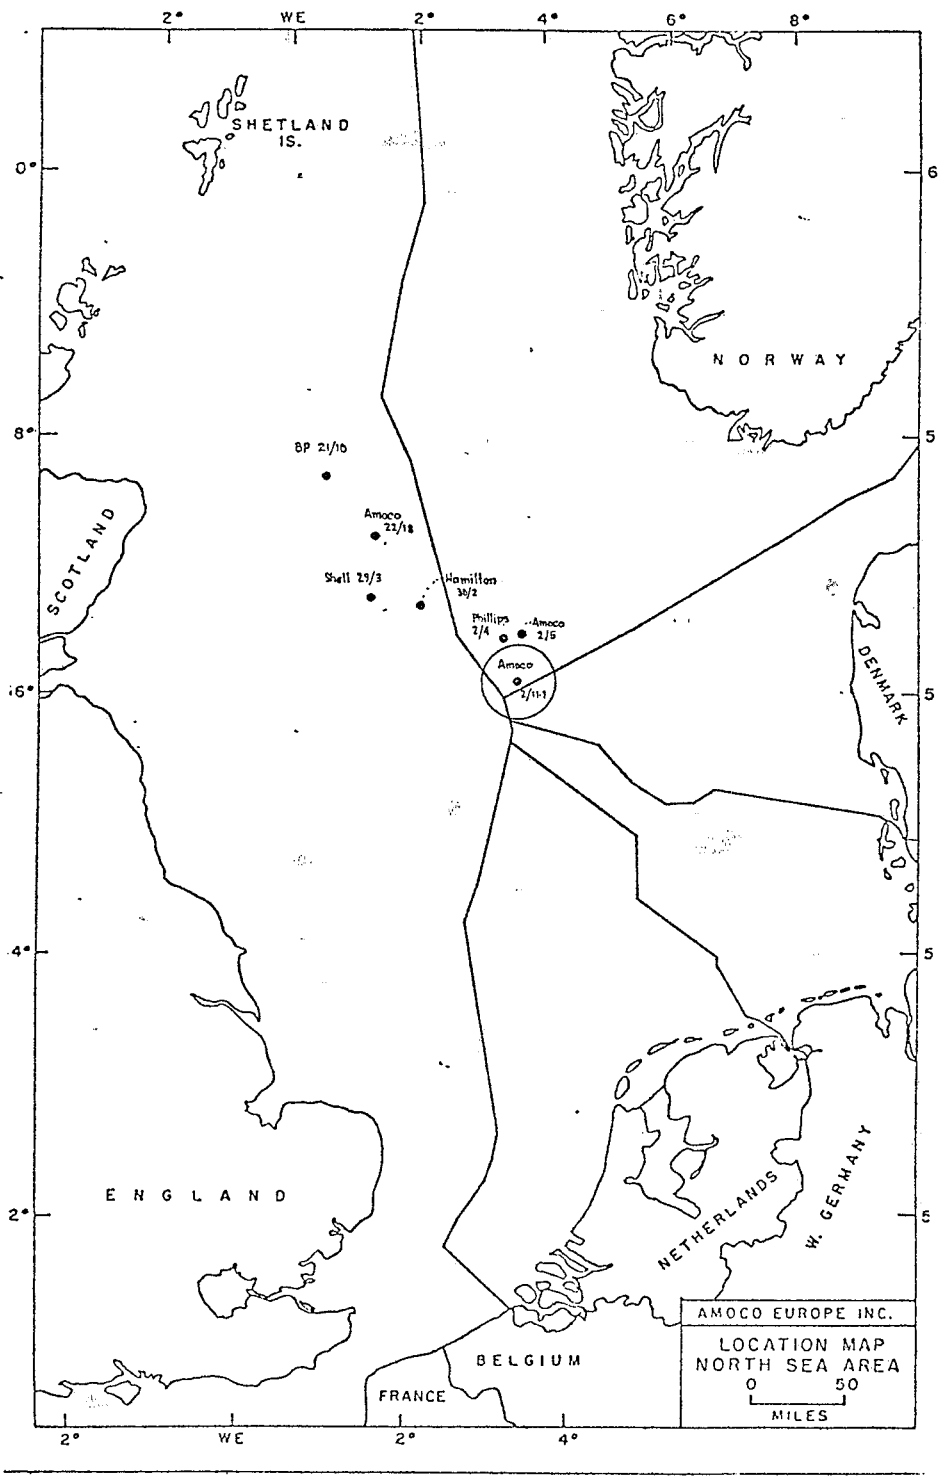 2° WE 2° 4° 6° 8°
SHETLAND
IS.
0° 6
NORWAY
8° 5
BP 21/10
Amoco
22/18
SCOTLAND
Shell 29/3
Hamilton
30/2
Phillips
2/4
Amoco
2/5
Amoco
2/11-1
DENMARK
6° 5
4° 5
ENGLAND
2° 5
NETHERLANDS
W. GERMANY
BELGIUM
FRANCE
AMOCO EUROPE INC.
LOCATION MAP
NORTH SEA AREA
0 50
MILES
2° WE 2° 4°